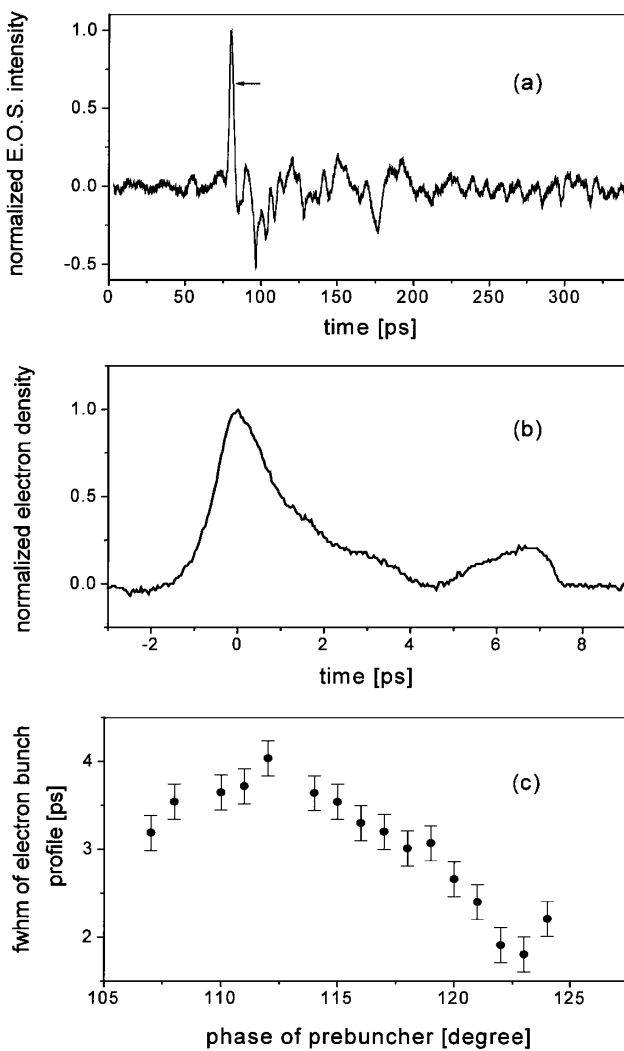 normalized E.O.S. intensity
1.0
0.5
0.0
-0.5
(a)
0 50 100 150 200 250 300
time [ps]
normalized electron density
1.0
0.5
0.0
(b)
-2 0 2 4 6 8
time [ps]
fwhm of electron bunch
profile [ps]
4
3
2
(c)
105 110 115 120 125
phase of prebuncher [degree]